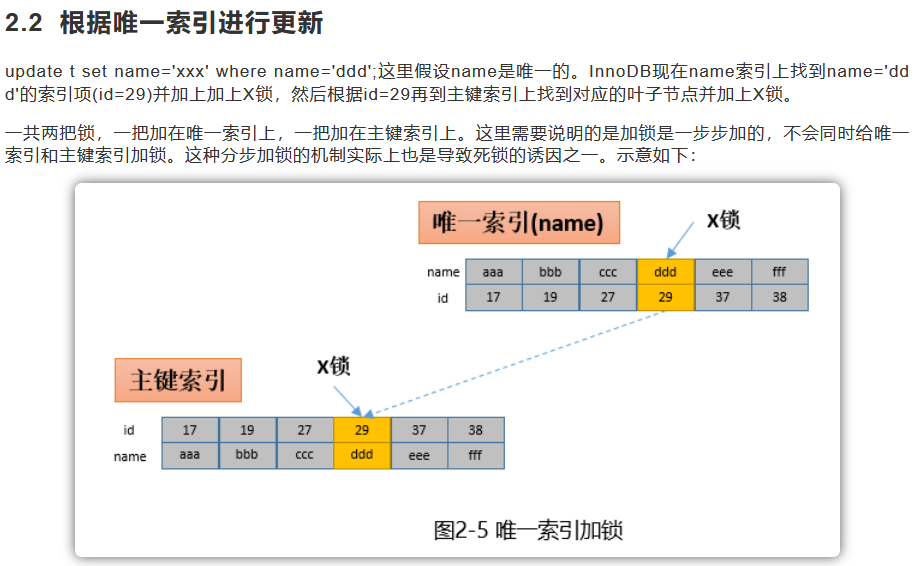 2.2 根据唯一索引进行更新
update t set name='xxx' where name='ddd';这里假设name是唯一的。InnoDB现在name索引上找到name='dd
d'的索引项(id=29)并加上加上X锁，然后根据id=29再到主键索引上找到对应的叶子节点并加上X锁。
一共两把锁，一把加在唯一索引上，一把加在主键索引上。这里需要说明的是加锁是一步步加的，不会同时给唯一
索引和主键索引加锁。这种分步加锁的机制实际上也是导致死锁的诱因之一。示意如下：
唯一索引(name) X锁
name aaa bbb ccc ddd eee fff
id 17 19 27 29 37 38
主键索引 X锁
id 17 19 27 29 37 38
name aaa bbb ccc ddd eee fff
图2-5 唯一索引加锁